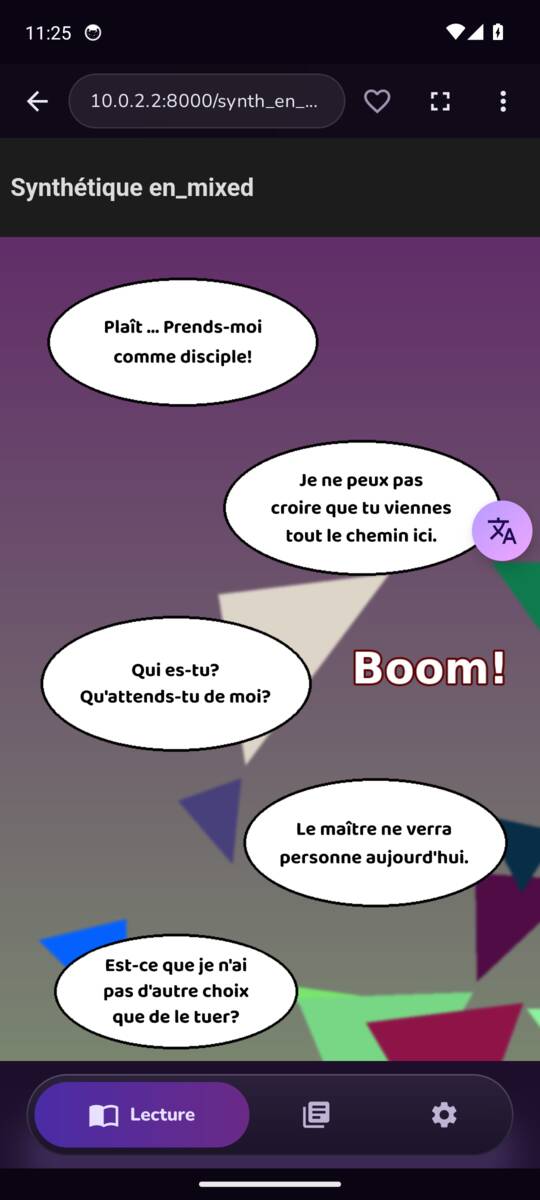 11:25
10.0.2.2:8000/synth_en_...
Synthétique en_mixed
Plaît ... Prends-moi
comme disciple!
Je ne peux pas
croire que tu viennes
tout le chemin ici.
Qui es-tu?
Qu'attends-tu de moi?
Boom!
Le maître ne verra
personne aujourd'hui.
Est-ce que je n'ai
pas d'autre choix
que de le tuer?
Lecture